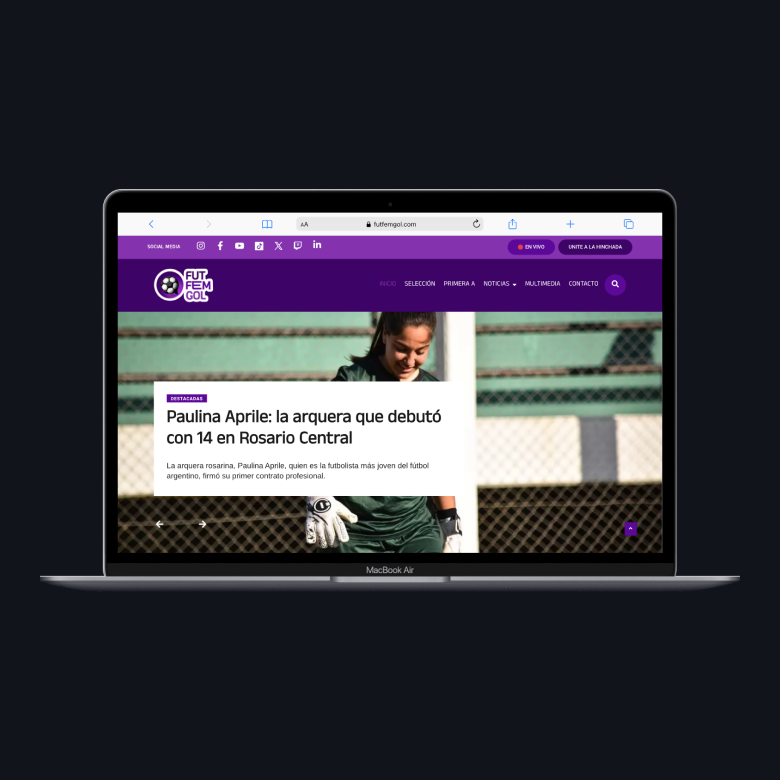 AA
futfemgol.com
SOCIAL MEDIA
EN VIVO
UNITE A LA HINCHADA
FUT
FEM
GOL
INICIO
SELECCIÓN
PRIMERA A
NOTICIAS
MULTIMEDIA
CONTACTO
DESTACADAS
Paulina Aprile: la arquera que debutó
con 14 en Rosario Central
La arquera rosarina, Paulina Aprile, quien es la futbolista más joven del fútbol
argentino, firmó su primer contrato profesional.
MacBook Air